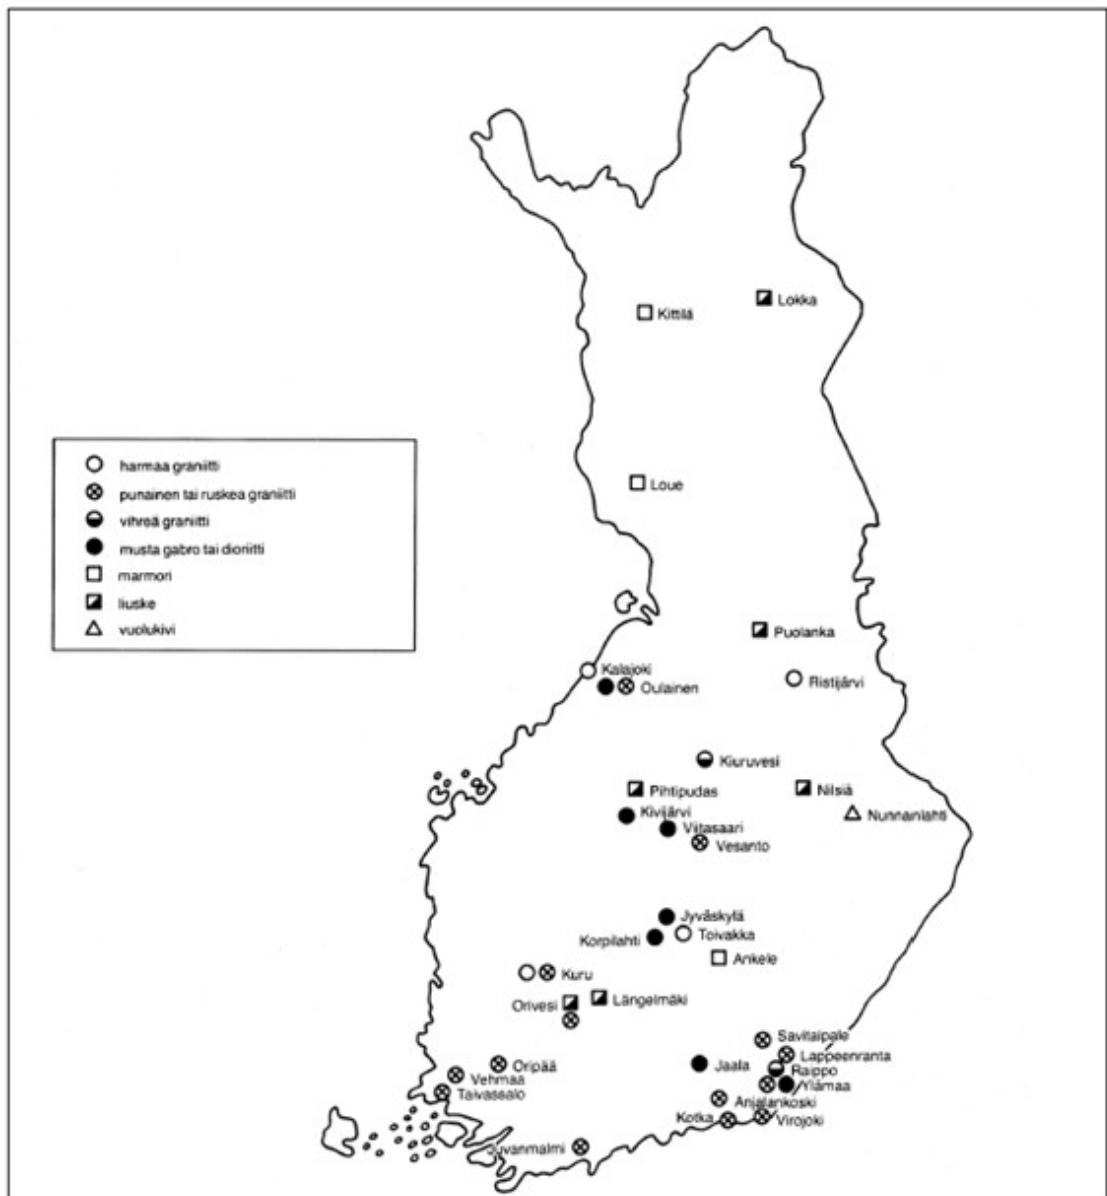 Kittilä
Lokka
harmaa graniitti
punainen tai ruskea graniitti
vihreä graniitti
musta gabro tai dioriitti
marmori
liuske
vuolukivi
Loue
Puolanka
Kalajoki
Oulainen
Ristijärvi
Kiuruvesi
Pihtipudas
Nilsiä
Kivijärvi
Nunnanlahti
Viitasaari
Vesanto
Jyväskylä
Toivakka
Korpilahti
Ankele
Kuru
Orivesi
Längelmäki
Savitaipale
Lappeenranta
Oripää
Jaala
Raippo
Vehmaa
Ylämaa
Taivassalo
Anjalankoski
Kotka
Virojoki
Juvanmalmi